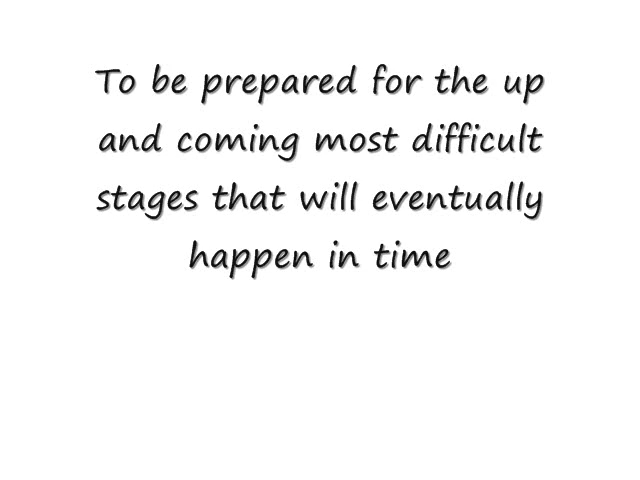 To be prepared for the up
and coming most difficult
stages that will eventually
happen in time